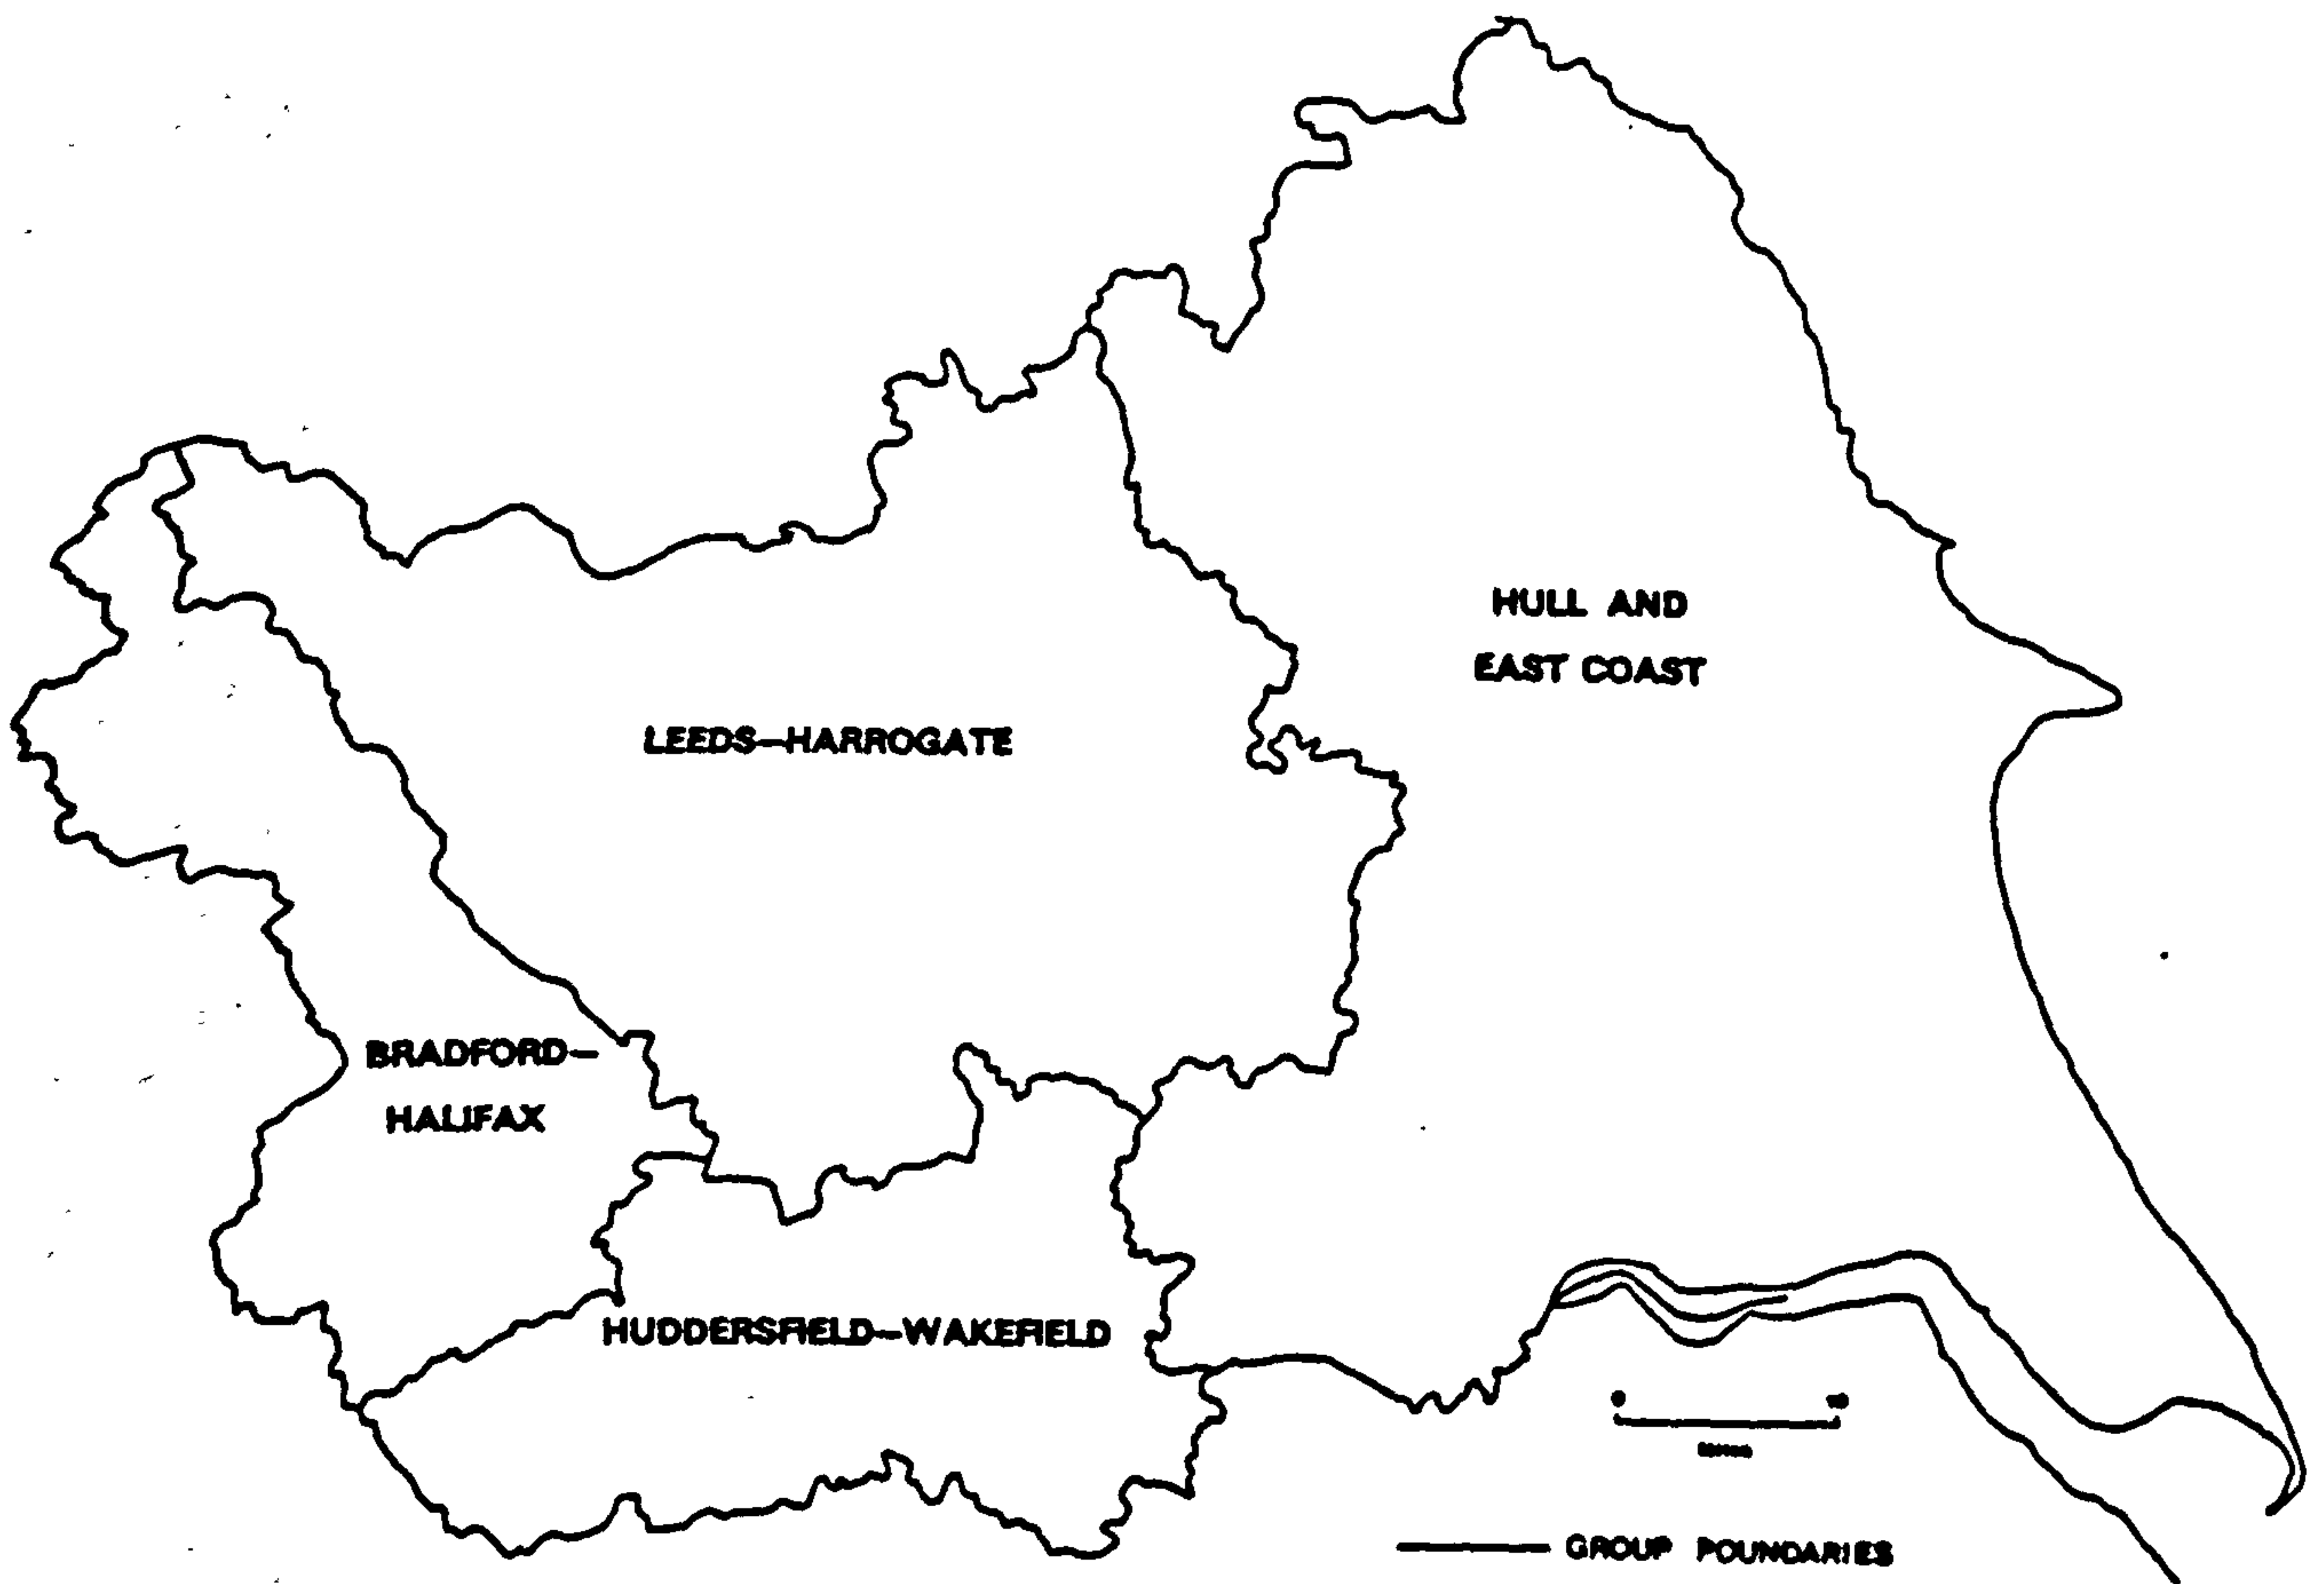 HULL AND
EAST COAST
LEEDS—HARROGATE
BRADFORD—
HALIFAX
HUDDERSFIELD—WAKEFIELD
GROUP POUNDARIES